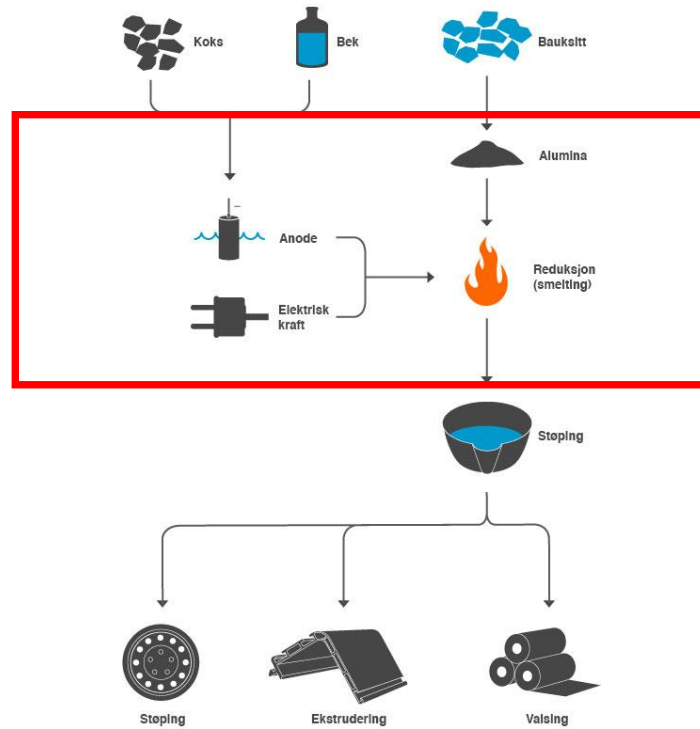 Koks
Bek
Bauksitt
Alumina
Anode
Reduksjon
(smelting)
Elektrisk
kraft
Støping
Støping
Ekstrudering
Valsing